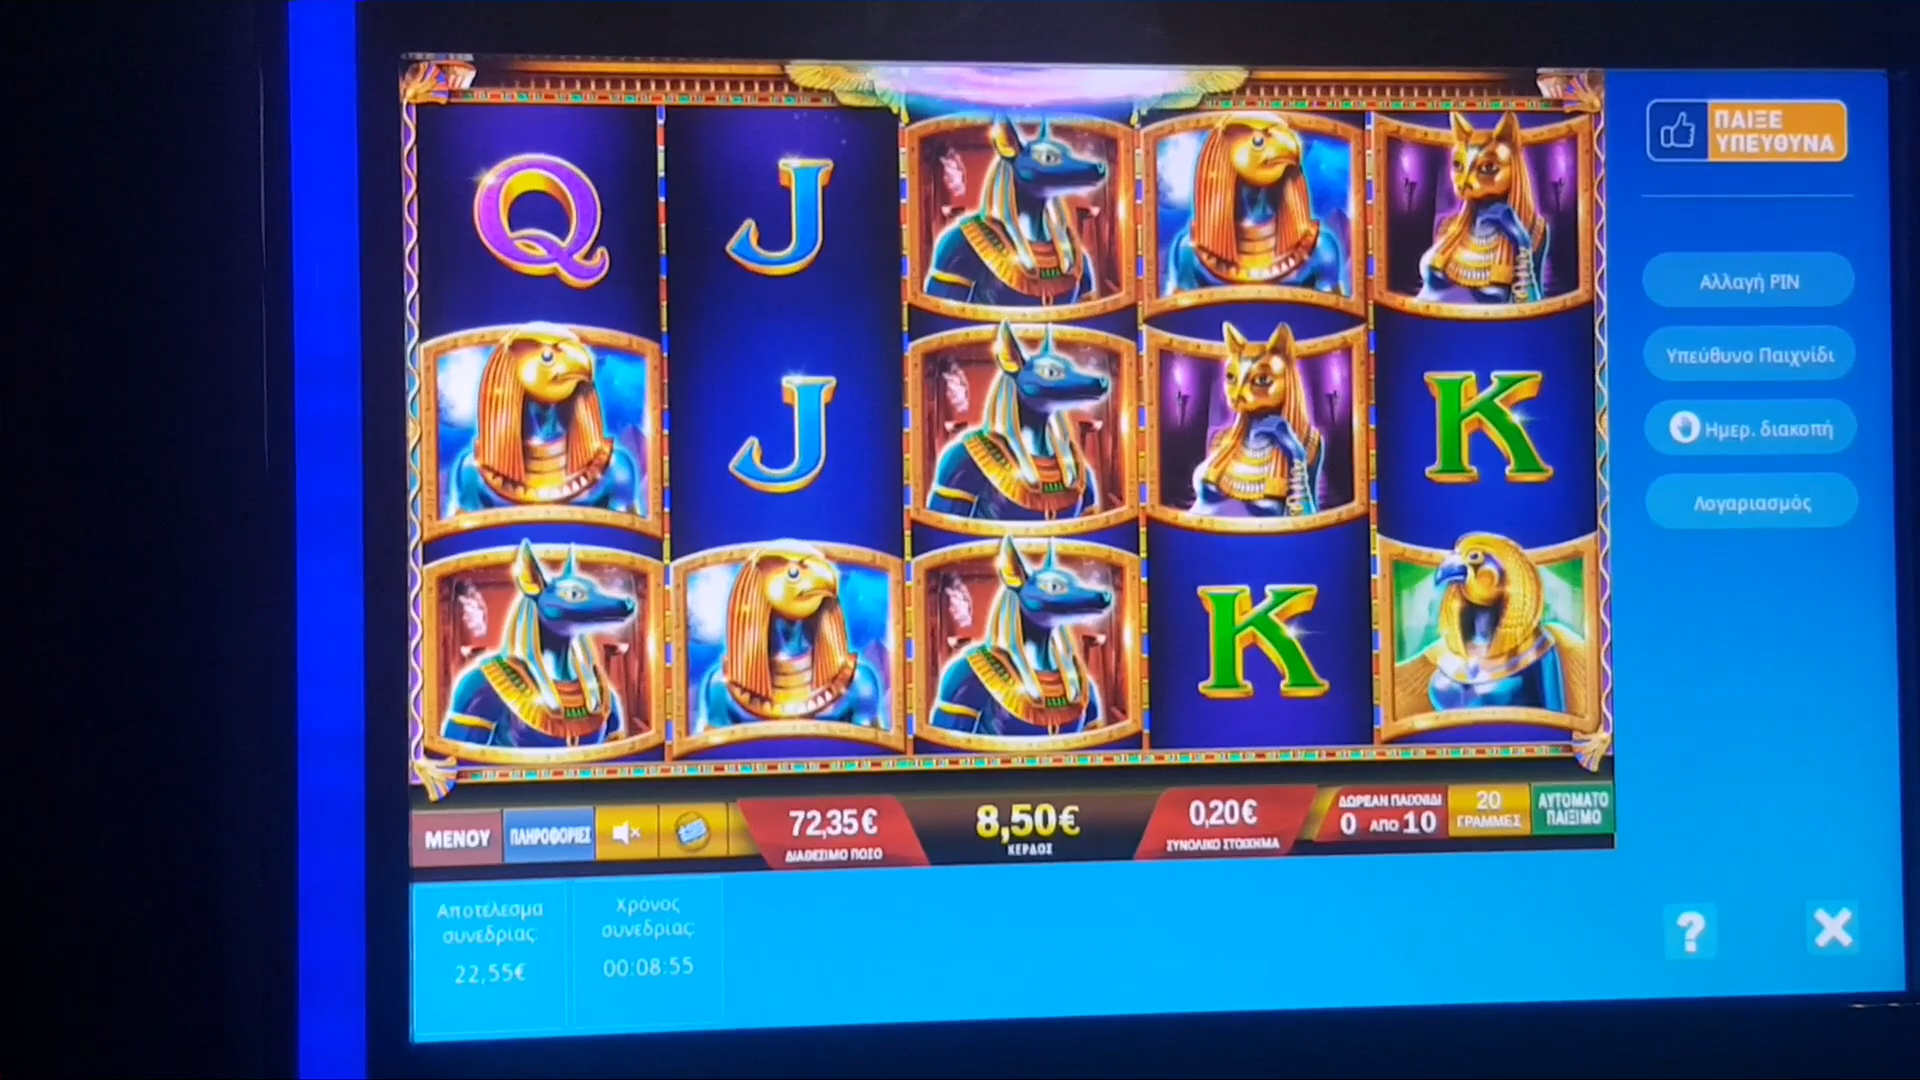 ΠΑΙΞΕ
ΥΠΕΥΘΥΝΑ
Q
J
Αλλαγή PIN
Υπεύθυνο Παιχνίδι
J
K
Ημερ. διακοπή
Λογαριασμός
K
ΜΕΝΟΥ
ΠΛΗΡΟΦΟΡΙΕΣ
72,35€
ΔΙΑΘΕΣΙΜΟ ΠΟΣΟ
8,50€
ΚΕΡΔΟΣ
0,20€
ΣΥΝΟΛΙΚΟ ΣΤΟΙΧΗΜΑ
ΔΩΡΕΑΝ ΠΑΙΧΝΙΔΙ
0 ΑΠΟ 10
20
ΓΡΑΜΜΕΣ
ΑΥΤΟΜΑΤΟ
ΠΑΙΞΙΜΟ
Αποτέλεσμα
συνεδρίας:
22,55€
Χρόνος
συνεδρίας:
00:08:55
?